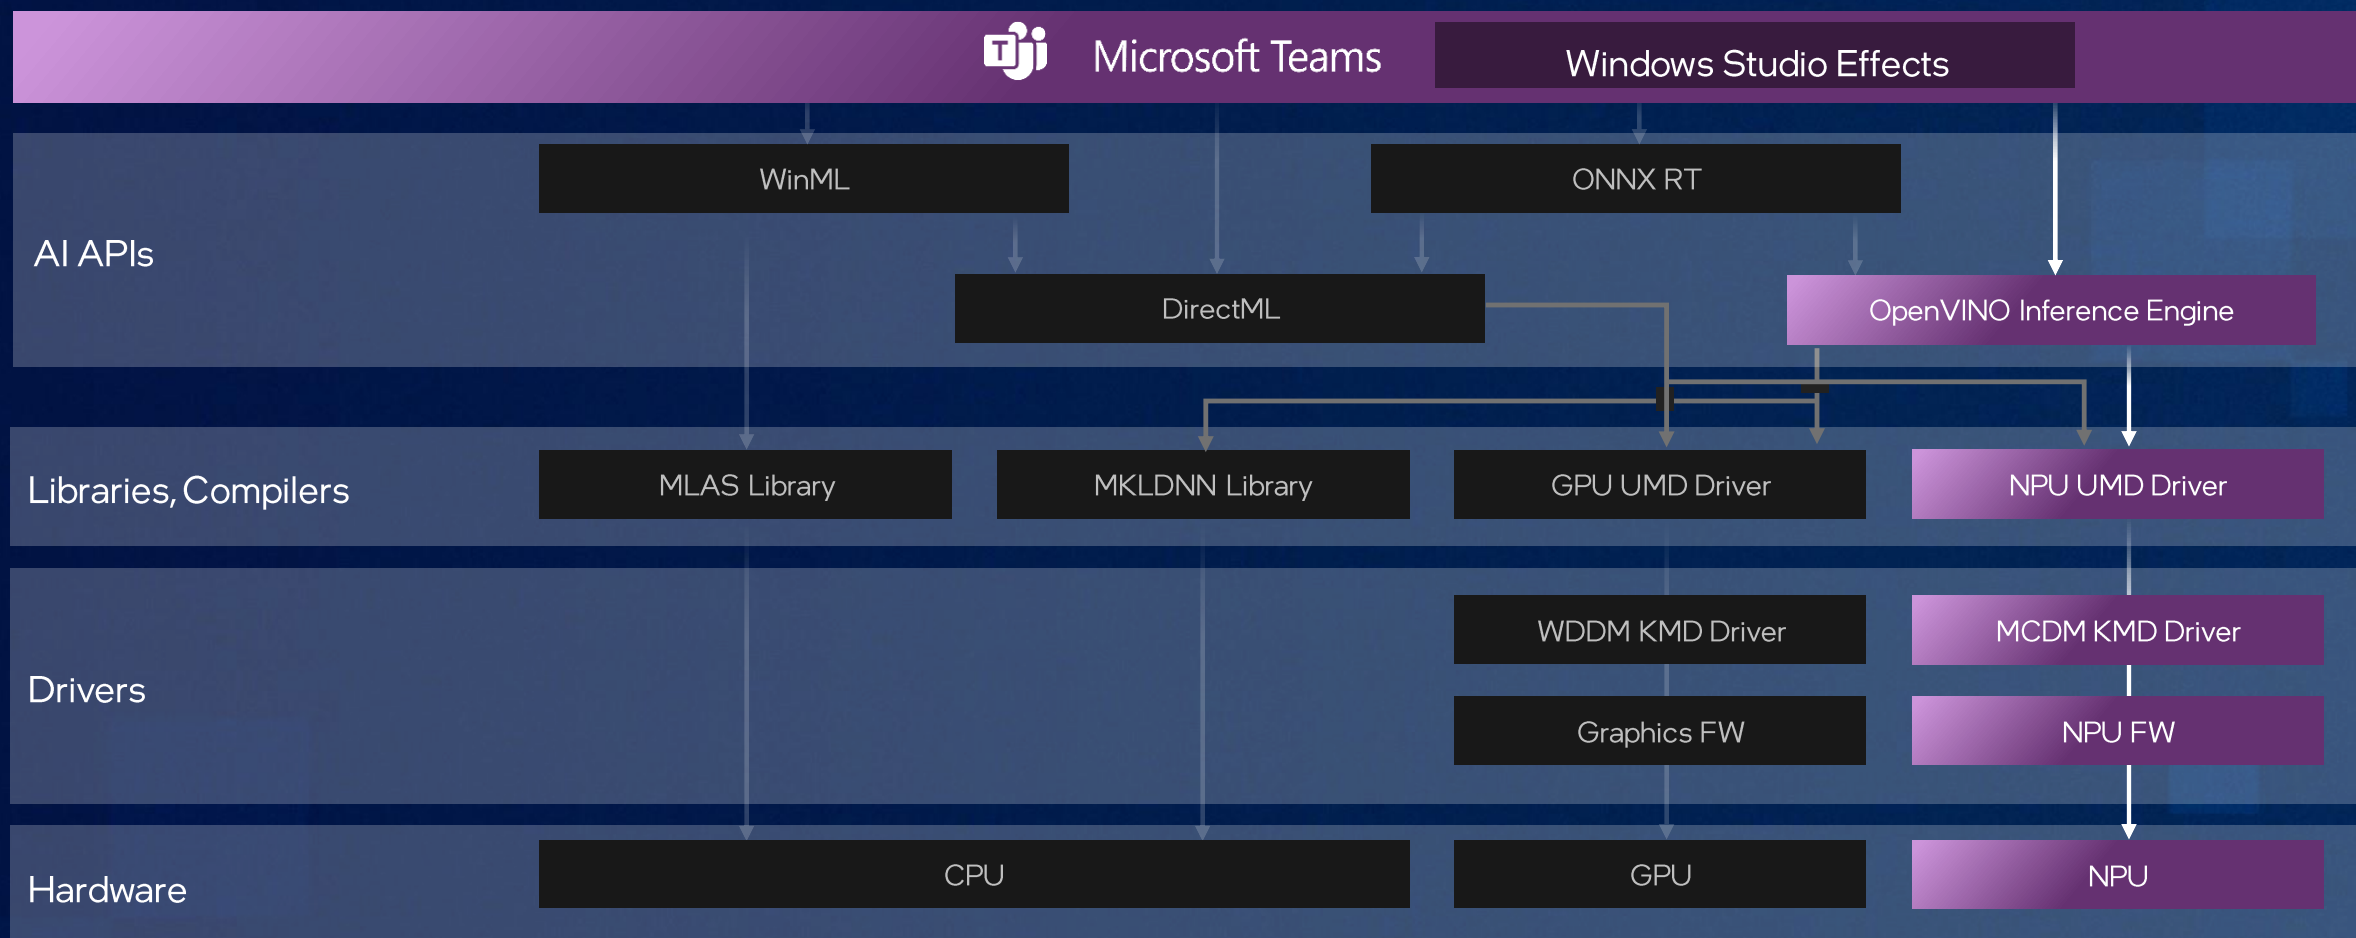 T
Microsoft Teams
Windows Studio Effects
AI APIs
WinML
ONNX RT
DirectML
OpenVINO Inference Engine
Libraries, Compilers
MLAS Library
MKLDNN Library
GPU UMD Driver
NPU UMD Driver
Drivers
WDDM KMD Driver
MCDM KMD Driver
Graphics FW
NPU FW
Hardware
CPU
GPU
NPU